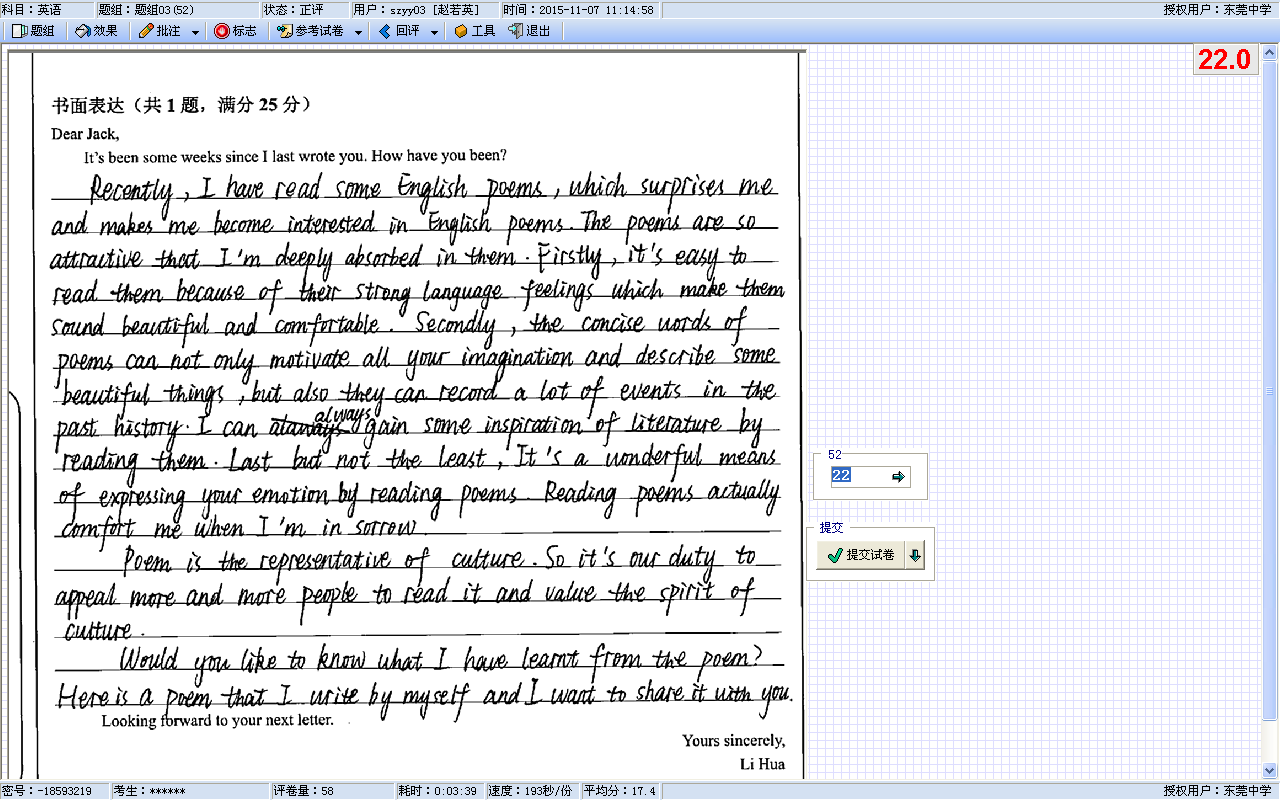 科目：英语 题组：题组03(52) 状态：正评 用户：szyy03 [赵若英] 时间：2015-11-07 11:14:58 授权用户：东莞中学
题组 效果 批注 标志 参考试卷 回评 工具 退出
22.0
书面表达（共 1 题，满分 25 分）
Dear Jack,
It's been some weeks since I last wrote you. How have you been?
Recently, I have read some English poems, which surprises me
and makes me become interested in English poems. The poems are so
attractive that I'm deeply absorbed in them. Firstly, it's easy to
read them because of their strong language feelings which make them
sound beautiful and comfortable. Secondly, the concise words of
poems can not only motivate all your imagination and describe some
beautiful things, but also they can record a lot of events in the
past history. I can always gain some inspiration of literature by
reading them. Last but not the least, It's a wonderful means
of expressing your emotion by reading poems. Reading poems actually
comfort me when I'm in sorrow.
Poem is the representative of culture. So it's our duty to
appeal more and more people to read it and value the spirit of
culture.
Would you like to know what I have learnt from the poem?
Here is a poem that I write by myself and I want to share it with you.
Looking forward to your next letter.
Yours sincerely,
Li Hua
52
22
提交
提交试卷
密号：-18593219 考生：****** 评卷量：58 耗时：0:03:39 速度：193秒/份 平均分：17.4 授权用户：东莞中学